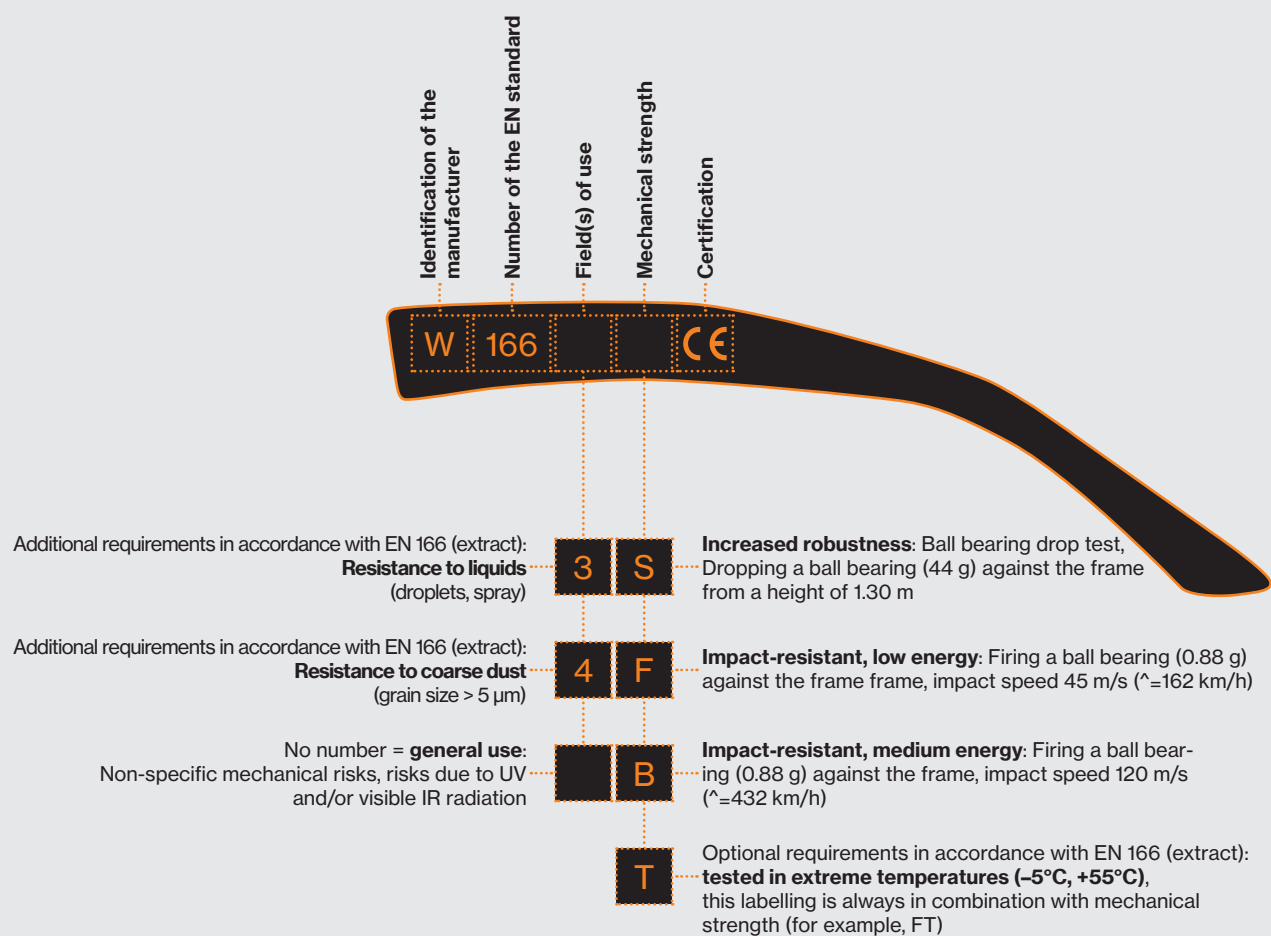 Identification of the
manufacturer
Number of the EN standard
Field(s) of use
Mechanical strength
Certification
W
166
CE
Additional requirements in accordance with EN 166 (extract):
Resistance to liquids
(droplets, spray)
3
S
Increased robustness: Ball bearing drop test,
Dropping a ball bearing (44 g) against the frame
from a height of 1.30 m
Additional requirements in accordance with EN 166 (extract):
Resistance to coarse dust
(grain size > 5 μm)
4
F
Impact-resistant, low energy: Firing a ball bearing (0.88 g)
against the frame frame, impact speed 45 m/s (^=162 km/h)
No number = general use:
Non-specific mechanical risks, risks due to UV
and/or visible IR radiation
B
Impact-resistant, medium energy: Firing a ball bear-
ing (0.88 g) against the frame, impact speed 120 m/s
(^=432 km/h)
T
Optional requirements in accordance with EN 166 (extract):
tested in extreme temperatures (–5°C, +55°C),
this labelling is always in combination with mechanical
strength (for example, FT)